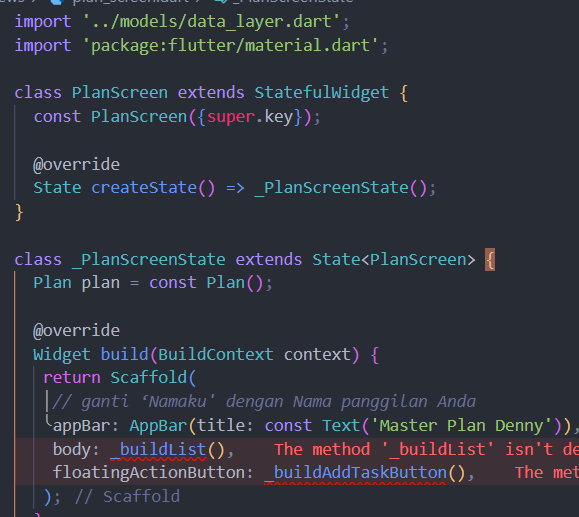 plan_screen.dart > _PlanScreenState
import '../models/data_layer.dart';
import 'package:flutter/material.dart';
class PlanScreen extends StatefulWidget {
const PlanScreen({super.key});
@override
State createState() => _PlanScreenState();
}
class _PlanScreenState extends State<PlanScreen> {
Plan plan = const Plan();
@override
Widget build(BuildContext context) {
return Scaffold(
// ganti ‘Namaku' dengan Nama panggilan Anda
appBar: AppBar(title: const Text('Master Plan Denny')),
body: _buildList(), The method '_buildList' isn't de
floatingActionButton: _buildAddTaskButton(), The met
); // Scaffold
}